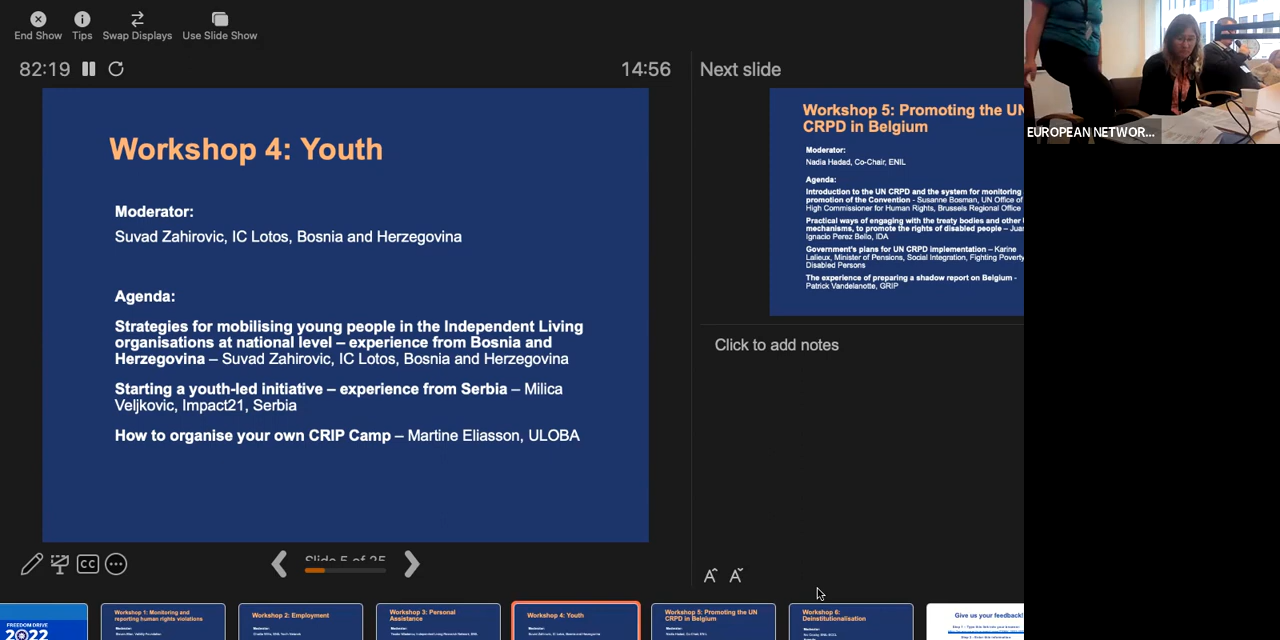 End Show
Tips
Swap Displays
Use Slide Show
82:19
14:56
Next slide
Workshop 4: Youth
Moderator:
Suvad Zahirovic, IC Lotos, Bosnia and Herzegovina
Agenda:
Strategies for mobilising young people in the Independent Living
organisations at national level – experience from Bosnia and
Herzegovina – Suvad Zahirovic, IC Lotos, Bosnia and Herzegovina
Starting a youth-led initiative – experience from Serbia – Milica
Veljkovic, Impact21, Serbia
How to organise your own CRIP Camp – Martine Eliasson, ULOBA
Workshop 5: Promoting the UN
CRPD in Belgium
Moderator:
Nadia Hadad, Co-Chair, ENIL
Agenda:
Introduction to the UN CRPD and the system for monitoring
promotion of the Convention - Susanne Bosman, UN Office of
High Commissioner for Human Rights, Brussels Regional Office
Practical ways of engaging with the treaty bodies and other
mechanisms, to promote the rights of disabled people – Juan
Ignacio Perez Bello, IDA
Government's plans for UN CRPD implementation – Karine
Lalieux, Minister of Pensions, Social Integration, Fighting Poverty
Disabled Persons
The experience of preparing a shadow report on Belgium -
Patrick Vandelanotte, GRIP
EUROPEAN NETWOR...
Click to add notes
Slide 5 of 25
CC
FREEDOM DRIVE
2022
Workshop 1: Monitoring and
reporting human rights violations
Workshop 2: Employment
Workshop 3: Personal
Assistance
Workshop 4: Youth
Workshop 5: Promoting the UN
CRPD in Belgium
Workshop 6:
Deinstitutionalisation
Give us your feedback!